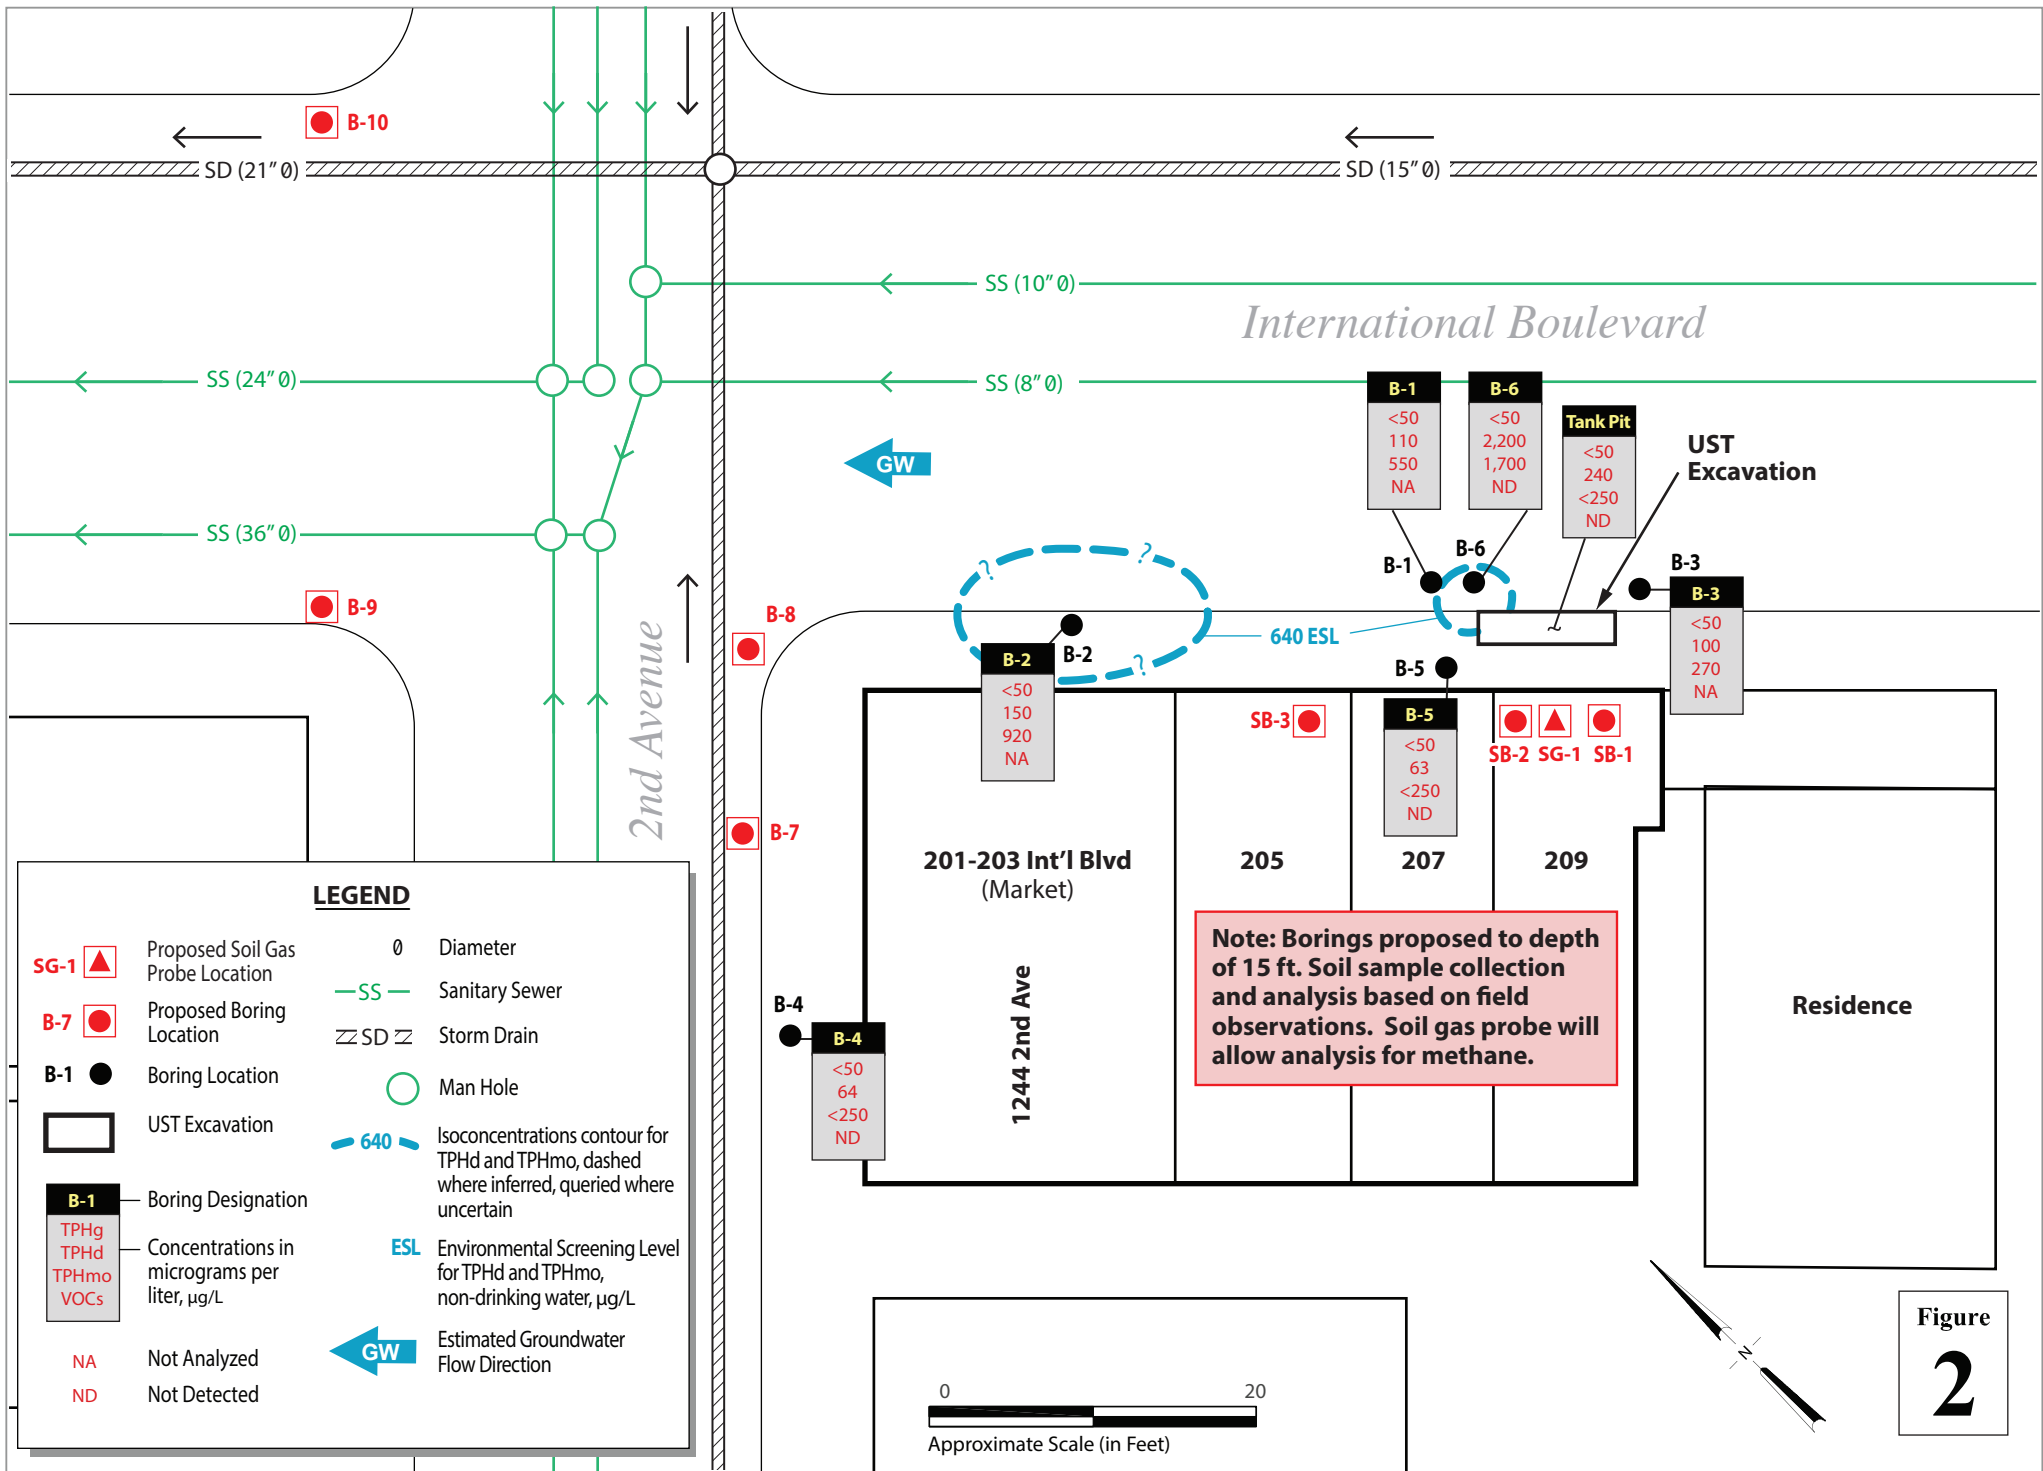 B-10
SD (21" 0)
SD (15" 0)
SS (10" 0)
International Boulevard
SS (24" 0)
SS (8" 0)
B-1
<50
110
550
NA
B-6
<50
2,200
1,700
ND
Tank Pit
<50
240
<250
ND
UST
Excavation
GW
SS (36" 0)
?
?
B-1
B-6
B-3
B-3
<50
100
270
NA
B-9
B-8
2nd Avenue
640 ESL
B-2
?
B-2
<50
150
920
NA
B-5
B-5
<50
63
<250
ND
SB-3
SB-2
SG-1
SB-1
B-7
201-203 Int'l Blvd
(Market)
205
207
209
Note: Borings proposed to depth
of 15 ft. Soil sample collection
and analysis based on field
observations. Soil gas probe will
allow analysis for methane.
1244 2nd Ave
B-4
B-4
<50
64
<250
ND
Residence
LEGEND
SG-1
Proposed Soil Gas
Probe Location
B-7
Proposed Boring
Location
B-1
Boring Location
UST Excavation
B-1
Boring Designation
TPHg
TPHd
TPHmo
VOCs
Concentrations in
micrograms per
liter, µg/L
NA
Not Analyzed
ND
Not Detected
0
Diameter
SS
Sanitary Sewer
SD
Storm Drain
Man Hole
640
Isoconcentrations contour for
TPHd and TPHmo, dashed
where inferred, queried where
uncertain
ESL
Environmental Screening Level
for TPHd and TPHmo,
non-drinking water, µg/L
GW
Estimated Groundwater
Flow Direction
0
20
Approximate Scale (in Feet)
N
Figure
2